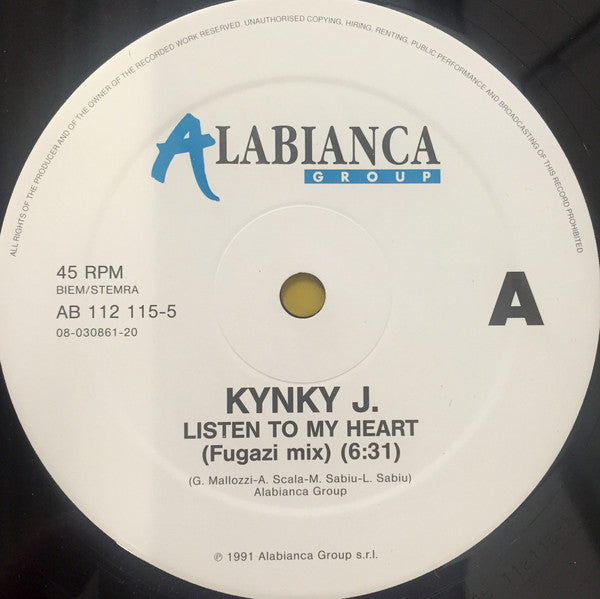 ALL RIGHTS OF THE PRODUCER AND OF THE OWNER OF THE RECORDED WORK RESERVED. UNAUTHORISED COPYING, HIRING, RENTING, PUBLIC PERFORMANCE AND BROADCASTING OF THIS RECORD PROHIBITED
ALABIANCA
GROUP
45 RPM
BIEM/STEMRA
AB 112 115-5
08-030861-20
A
KYNKY J.
LISTEN TO MY HEART
(Fugazi mix) (6:31)
(G. Mallozzi-A. Scala-M. Sabiu-L. Sabiu)
Alabianca Group
℗ 1991 Alabianca Group s.r.l.